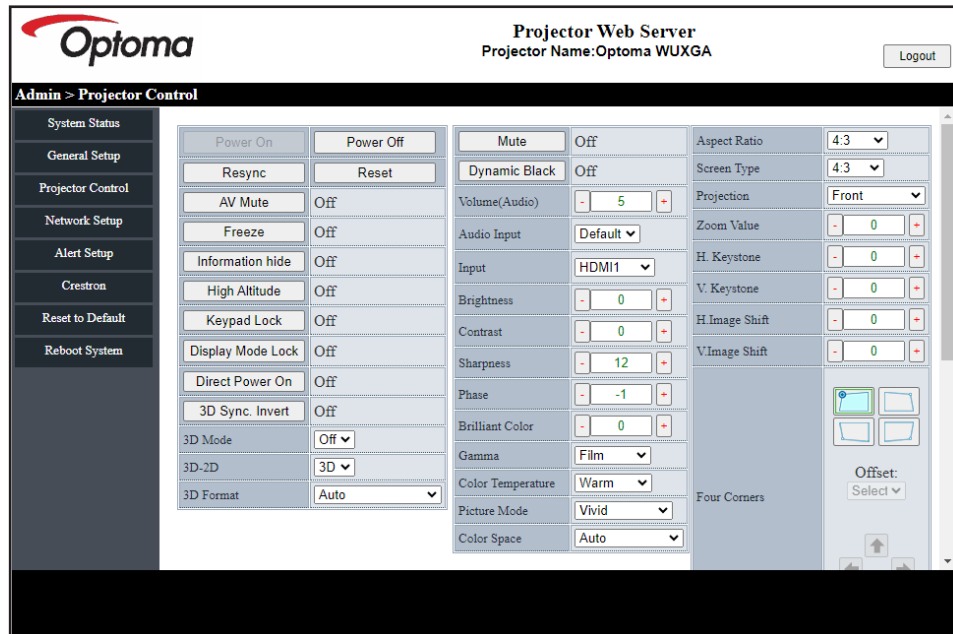 Optoma
Projector Web Server
Projector Name:Optoma WUXGA
Logout
Admin > Projector Control
System Status
General Setup
Projector Control
Network Setup
Alert Setup
Crestron
Reset to Default
Reboot System
Power On Power Off
Resync Reset
AV Mute Off
Freeze Off
Information hide Off
High Altitude Off
Keypad Lock Off
Display Mode Lock Off
Direct Power On Off
3D Sync. Invert Off
3D Mode Off
3D-2D 3D
3D Format Auto
Mute Off
Dynamic Black Off
Volume(Audio) - 5 +
Audio Input Default
Input HDMI1
Brightness - 0 +
Contrast - 0 +
Sharpness - 12 +
Phase - -1 +
Brilliant Color - 0 +
Gamma Film
Color Temperature Warm
Picture Mode Vivid
Color Space Auto
Aspect Ratio 4:3
Screen Type 4:3
Projection Front
Zoom Value - 0 +
H. Keystone - 0 +
V. Keystone - 0 +
H.Image Shift - 0 +
V.Image Shift - 0 +
Four Corners
Offset:
Select